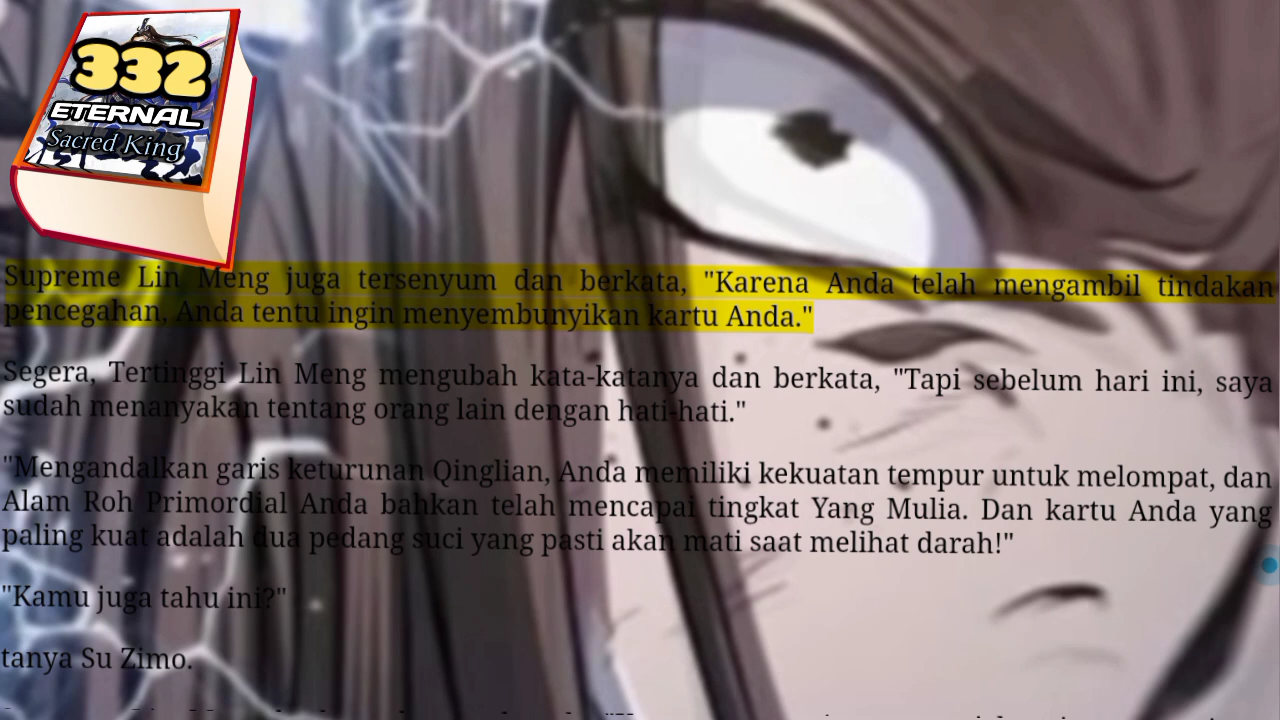 332
ETERNAL
Sacred King
Supreme Lin Meng juga tersenyum dan berkata, "Karena Anda telah mengambil tindakan
pencegahan, Anda tentu ingin menyembunyikan kartu Anda."
Segera, Tertinggi Lin Meng mengubah kata-katanya dan berkata, "Tapi sebelum hari ini, saya
sudah menanyakan tentang orang lain dengan hati-hati."
"Mengandalkan garis keturunan Qinglian, Anda memiliki kekuatan tempur untuk melompat, dan
Alam Roh Primordial Anda bahkan telah mencapai tingkat Yang Mulia. Dan kartu Anda yang
paling kuat adalah dua pedang suci yang pasti akan mati saat melihat darah!"
"Kamu juga tahu ini?"
tanya Su Zimo.